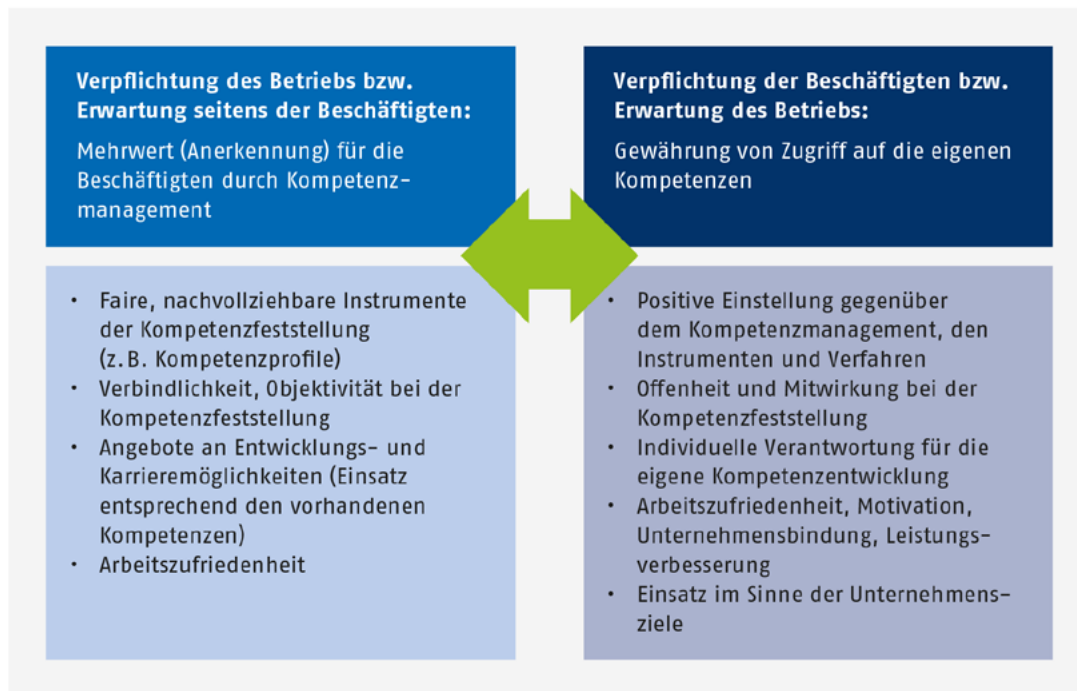 Verpflichtung des Betriebs bzw.
Erwartung seitens der Beschäftigten:
Mehrwert (Anerkennung) für die
Beschäftigten durch Kompetenz-
management
• Faire, nachvollziehbare Instrumente
der Kompetenzfeststellung
(z. B. Kompetenzprofile)
• Verbindlichkeit, Objektivität bei der
Kompetenzfeststellung
• Angebote an Entwicklungs- und
Karrieremöglichkeiten (Einsatz
entsprechend den vorhandenen
Kompetenzen)
• Arbeitszufriedenheit
Verpflichtung der Beschäftigten bzw.
Erwartung des Betriebs:
Gewährung von Zugriff auf die eigenen
Kompetenzen
• Positive Einstellung gegenüber
dem Kompetenzmanagement, den
Instrumenten und Verfahren
• Offenheit und Mitwirkung bei der
Kompetenzfeststellung
• Individuelle Verantwortung für die
eigene Kompetenzentwicklung
• Arbeitszufriedenheit, Motivation,
Unternehmensbindung, Leistungs-
verbesserung
• Einsatz im Sinne der Unternehmens-
ziele